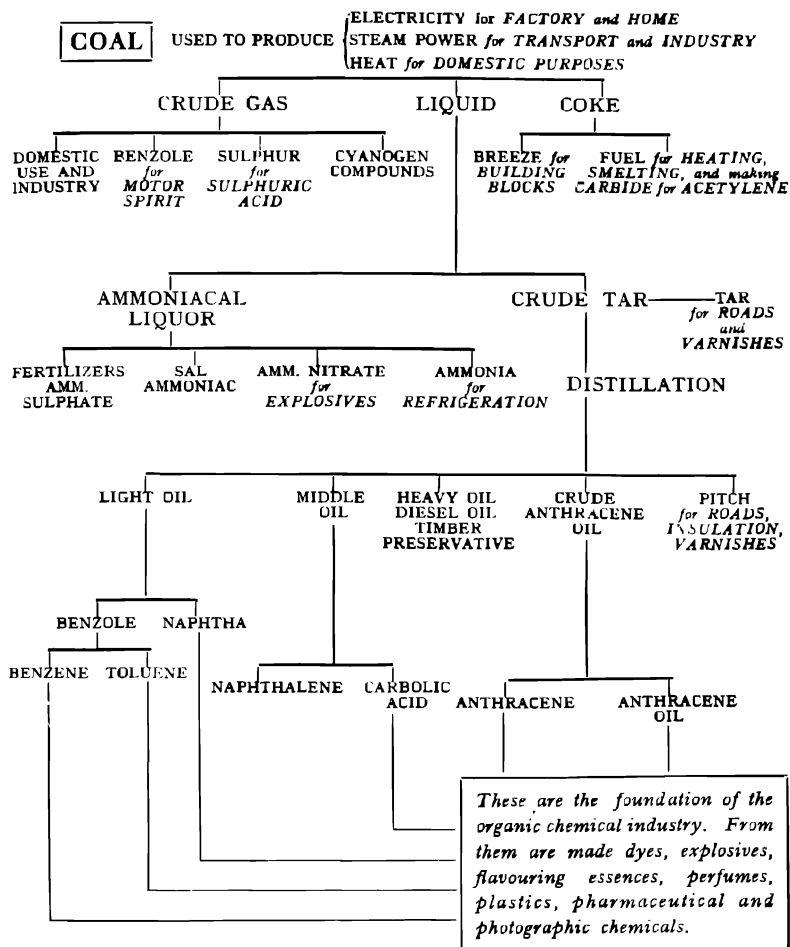 COAL USED TO PRODUCE
ELECTRICITY for FACTORY and HOME
STEAM POWER for TRANSPORT and INDUSTRY
HEAT for DOMESTIC PURPOSES
CRUDE GAS
LIQUID
COKE
DOMESTIC
USE AND
INDUSTRY
BENZOLE
for
MOTOR
SPIRIT
SULPHUR
for
SULPHURIC
ACID
CYANOGEN
COMPOUNDS
BREEZE for
BUILDING
BLOCKS
FUEL for HEATING,
SMELTING, and making
CARBIDE for ACETYLENE
AMMONIACAL
LIQUOR
CRUDE TAR
TAR
for ROADS
and
VARNISHES
FERTILIZERS
AMM.
SULPHATE
SAL
AMMONIAC
AMM. NITRATE
for
EXPLOSIVES
AMMONIA
for
REFRIGERATION
DISTILLATION
LIGHT OIL
MIDDLE
OIL
HEAVY OIL
DIESEL OIL
TIMBER
PRESERVATIVE
CRUDE
ANTHRACENE
OIL
PITCH
for ROADS,
INSULATION,
VARNISHES
BENZOLE
NAPHTHA
BENZENE
TOLUENE
NAPHTHALENE
CARBOLIC
ACID
ANTHRACENE
ANTHRACENE
OIL
These are the foundation of the
organic chemical industry. From
them are made dyes, explosives,
flavouring essences, perfumes,
plastics, pharmaceutical and
photographic chemicals.